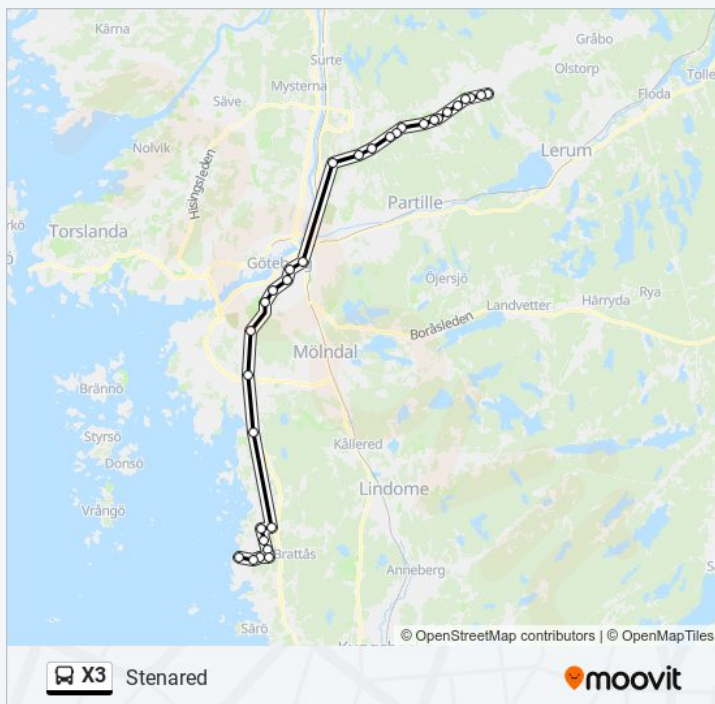 Kärna
Gråbo
Surte
Olstorp
Mysterna
Säve
Floda
Nolvik
Hisingsleden
Lerum
Partille
Torslanda
Göteborg
Öjersjö
Landvetter
Härryda
Rya
Boråsleden
Mölndal
Brännö
Styrsö
Donsö
Kållered
Vrångö
Lindome
Brattås
Anneberg
Särö
© OpenStreetMap contributors | © OpenMapTiles
X3 Stenared
moovit